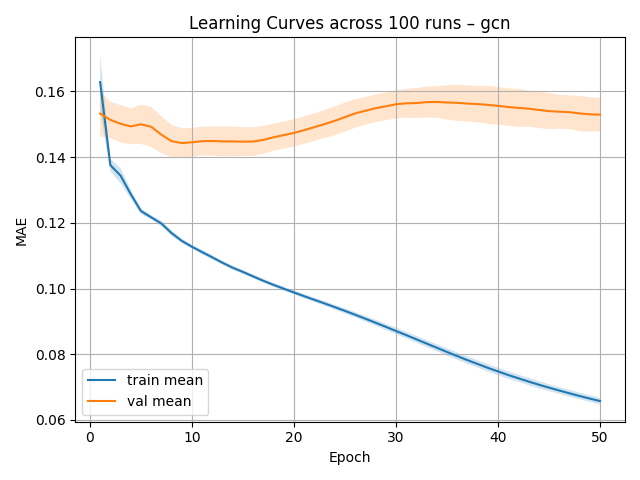 Learning Curves across 100 runs – gcn
MAE
0.16
0.14
0.12
0.10
0.08
0.06
train mean
val mean
0 10 20 30 40 50
Epoch